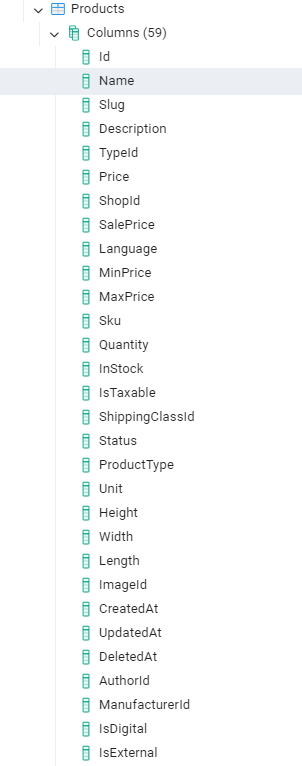 Products
Columns (59)
Id
Name
Slug
Description
TypeId
Price
ShopId
SalePrice
Language
MinPrice
MaxPrice
Sku
Quantity
InStock
IsTaxable
ShippingClassId
Status
ProductType
Unit
Height
Width
Length
ImageId
CreatedAt
UpdatedAt
DeletedAt
AuthorId
ManufacturerId
IsDigital
IsExternal